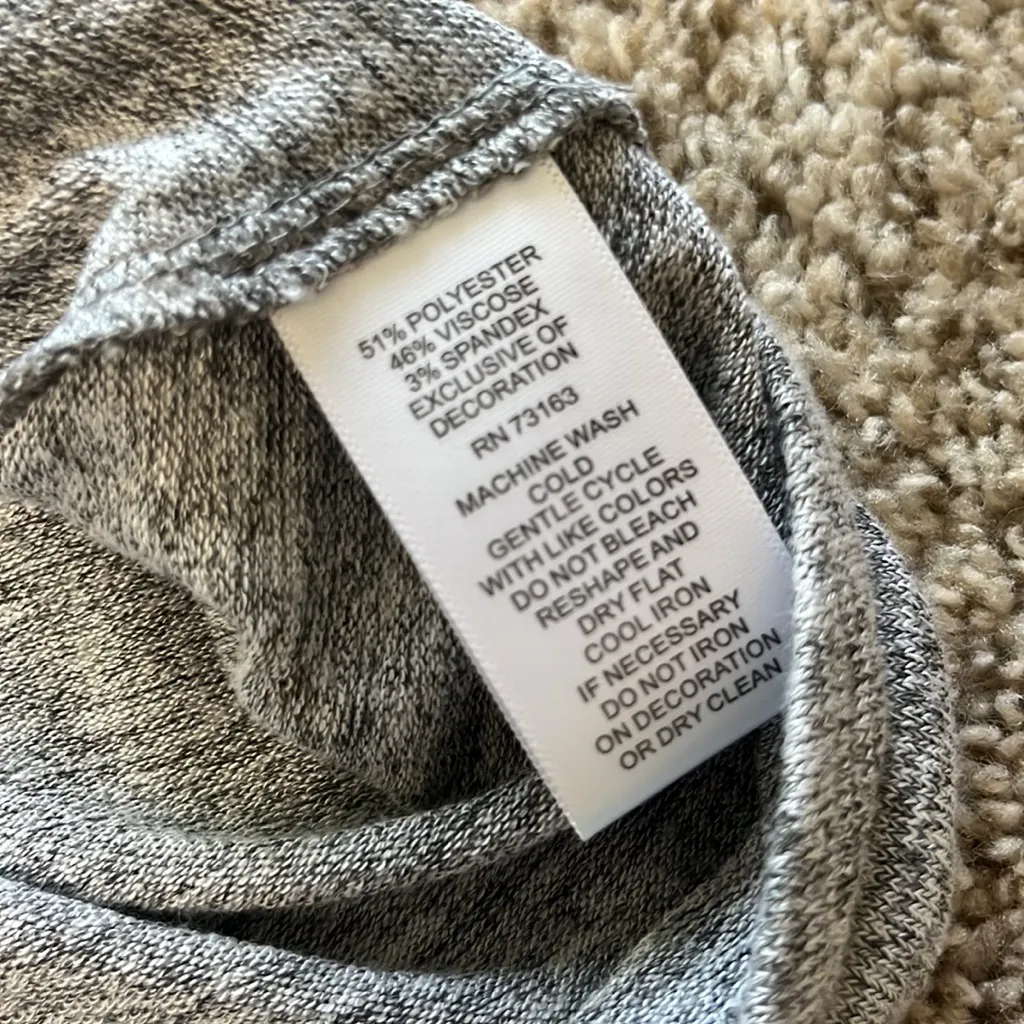 51% POLYESTER
46% VISCOSE
3% SPANDEX
EXCLUSIVE OF
DECORATION
RN 73163
MACHINE WASH
COLD
GENTLE CYCLE
WITH LIKE COLORS
DO NOT BLEACH
RESHAPE AND
DRY FLAT
COOL IRON
IF NECESSARY
DO NOT IRON
ON DECORATION
OR DRY CLEAN